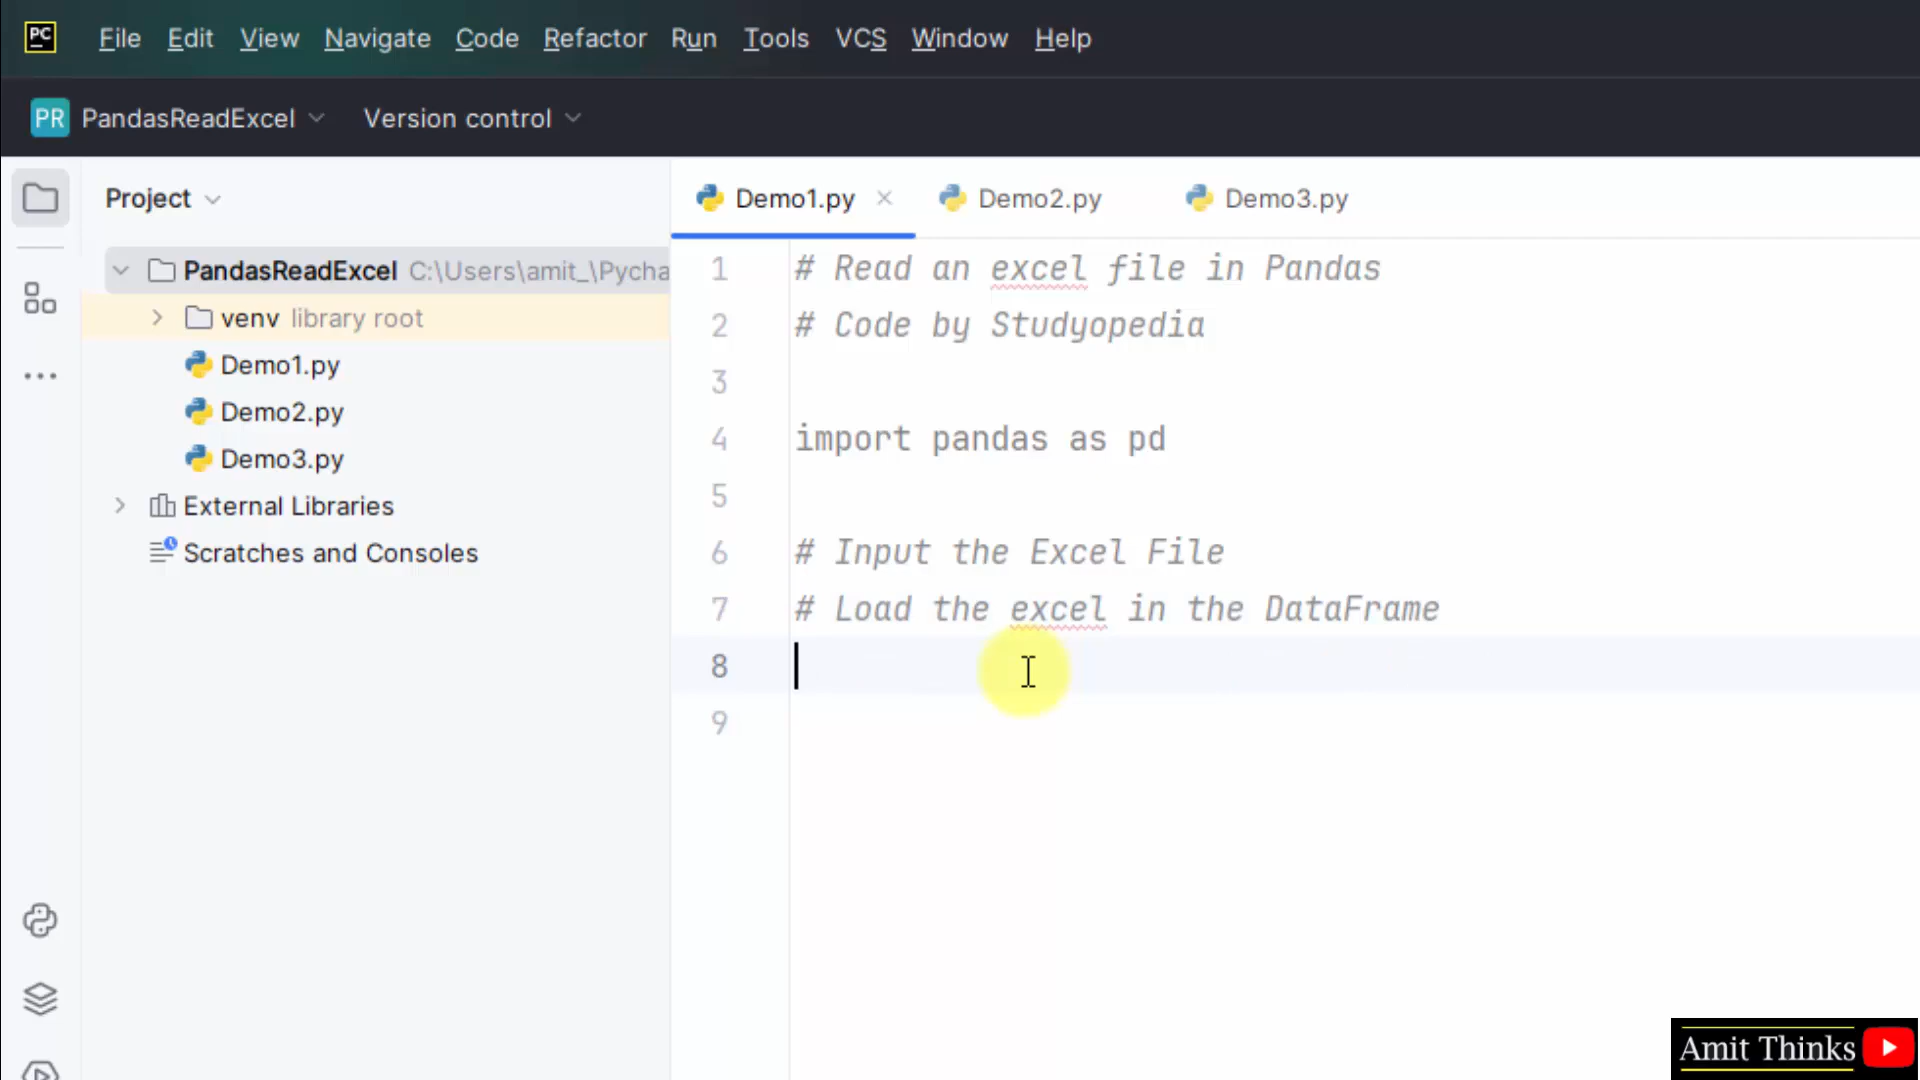 PC File Edit View Navigate Code Refactor Run Tools VCS Window Help
PR PandasReadExcel Version control
Project
PandasReadExcel C:\Users\amit_\Pycha
venv library root
Demo1.py
Demo2.py
Demo3.py
External Libraries
Scratches and Consoles
Demo1.py Demo2.py Demo3.py
1 # Read an excel file in Pandas
2 # Code by Studyopedia
3
4 import pandas as pd
5
6 # Input the Excel File
7 # Load the excel in the DataFrame
8
9
Amit Thinks